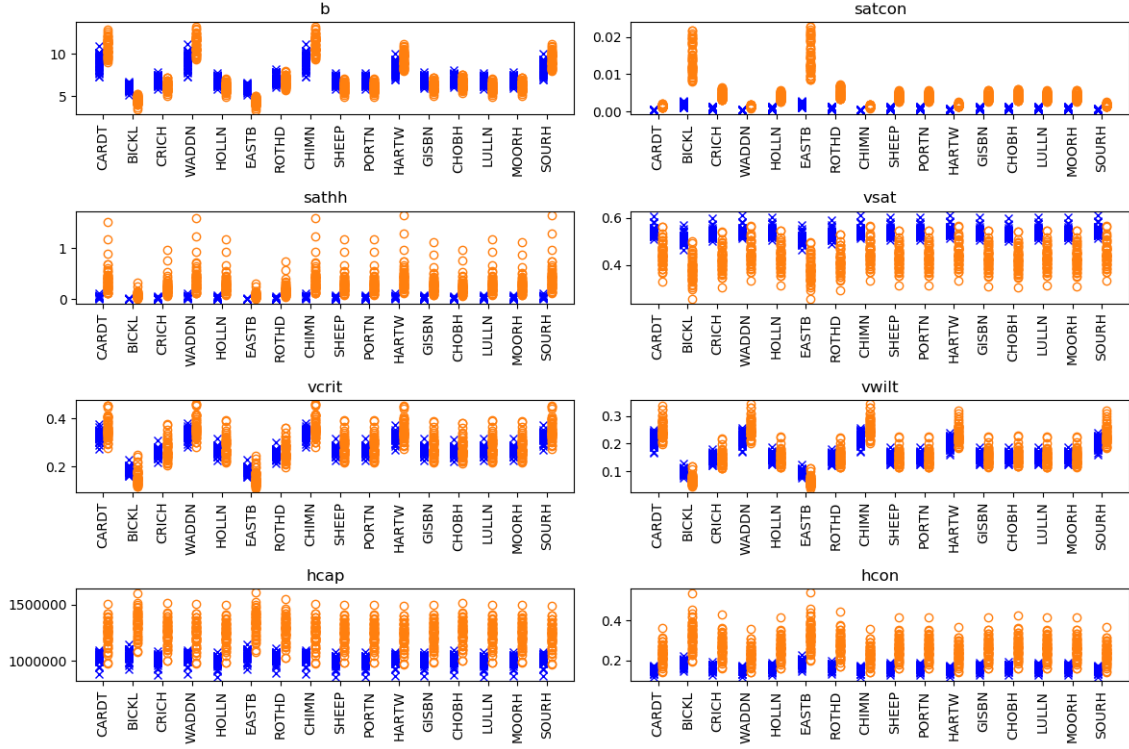 b
10
5
CARDT BICKL CRICH WADDN HOLLN EASTB ROTHD CHIMN SHEEP PORTN HARTW GISBN CHOBH LULLN MOORH SOURH
satcon
0.02
0.01
0.00
CARDT BICKL CRICH WADDN HOLLN EASTB ROTHD CHIMN SHEEP PORTN HARTW GISBN CHOBH LULLN MOORH SOURH
sathh
1
0
CARDT BICKL CRICH WADDN HOLLN EASTB ROTHD CHIMN SHEEP PORTN HARTW GISBN CHOBH LULLN MOORH SOURH
vsat
0.6
0.4
CARDT BICKL CRICH WADDN HOLLN EASTB ROTHD CHIMN SHEEP PORTN HARTW GISBN CHOBH LULLN MOORH SOURH
vcrit
0.4
0.2
CARDT BICKL CRICH WADDN HOLLN EASTB ROTHD CHIMN SHEEP PORTN HARTW GISBN CHOBH LULLN MOORH SOURH
vwilt
0.3
0.2
0.1
CARDT BICKL CRICH WADDN HOLLN EASTB ROTHD CHIMN SHEEP PORTN HARTW GISBN CHOBH LULLN MOORH SOURH
hcap
1500000
1000000
CARDT BICKL CRICH WADDN HOLLN EASTB ROTHD CHIMN SHEEP PORTN HARTW GISBN CHOBH LULLN MOORH SOURH
hcon
0.4
0.2
CARDT BICKL CRICH WADDN HOLLN EASTB ROTHD CHIMN SHEEP PORTN HARTW GISBN CHOBH LULLN MOORH SOURH